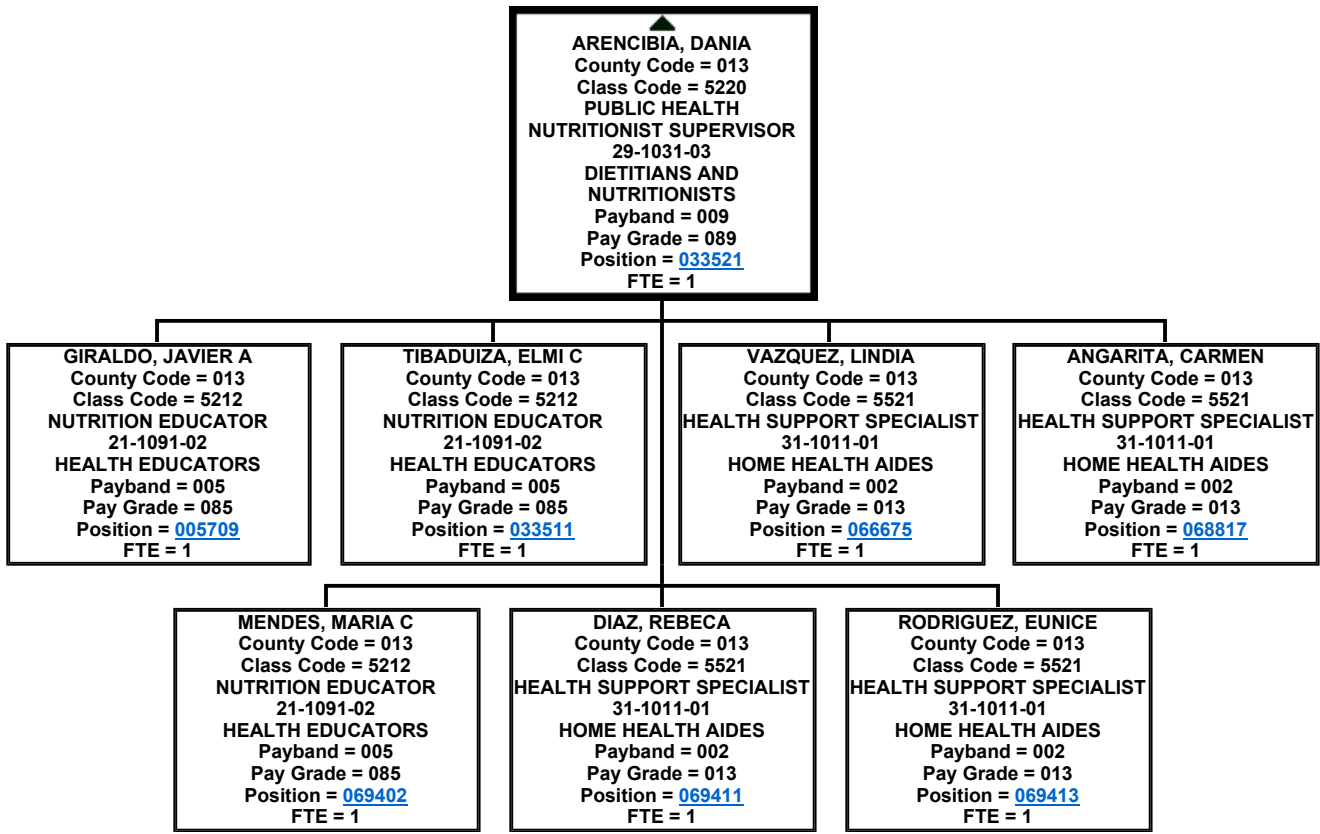 ARENCIBIA, DANIA
County Code = 013
Class Code = 5220
PUBLIC HEALTH
NUTRITIONIST SUPERVISOR
29-1031-03
DIETITIANS AND
NUTRITIONISTS
Payband = 009
Pay Grade = 089
Position = 033521
FTE = 1
GIRALDO, JAVIER A
County Code = 013
Class Code = 5212
NUTRITION EDUCATOR
21-1091-02
HEALTH EDUCATORS
Payband = 005
Pay Grade = 085
Position = 005709
FTE = 1
TIBADUIZA, ELMI C
County Code = 013
Class Code = 5212
NUTRITION EDUCATOR
21-1091-02
HEALTH EDUCATORS
Payband = 005
Pay Grade = 085
Position = 033511
FTE = 1
VAZQUEZ, LINDIA
County Code = 013
Class Code = 5521
HEALTH SUPPORT SPECIALIST
31-1011-01
HOME HEALTH AIDES
Payband = 002
Pay Grade = 013
Position = 066675
FTE = 1
ANGARITA, CARMEN
County Code = 013
Class Code = 5521
HEALTH SUPPORT SPECIALIST
31-1011-01
HOME HEALTH AIDES
Payband = 002
Pay Grade = 013
Position = 068817
FTE = 1
MENDES, MARIA C
County Code = 013
Class Code = 5212
NUTRITION EDUCATOR
21-1091-02
HEALTH EDUCATORS
Payband = 005
Pay Grade = 085
Position = 069402
FTE = 1
DIAZ, REBECA
County Code = 013
Class Code = 5521
HEALTH SUPPORT SPECIALIST
31-1011-01
HOME HEALTH AIDES
Payband = 002
Pay Grade = 013
Position = 069411
FTE = 1
RODRIGUEZ, EUNICE
County Code = 013
Class Code = 5521
HEALTH SUPPORT SPECIALIST
31-1011-01
HOME HEALTH AIDES
Payband = 002
Pay Grade = 013
Position = 069413
FTE = 1